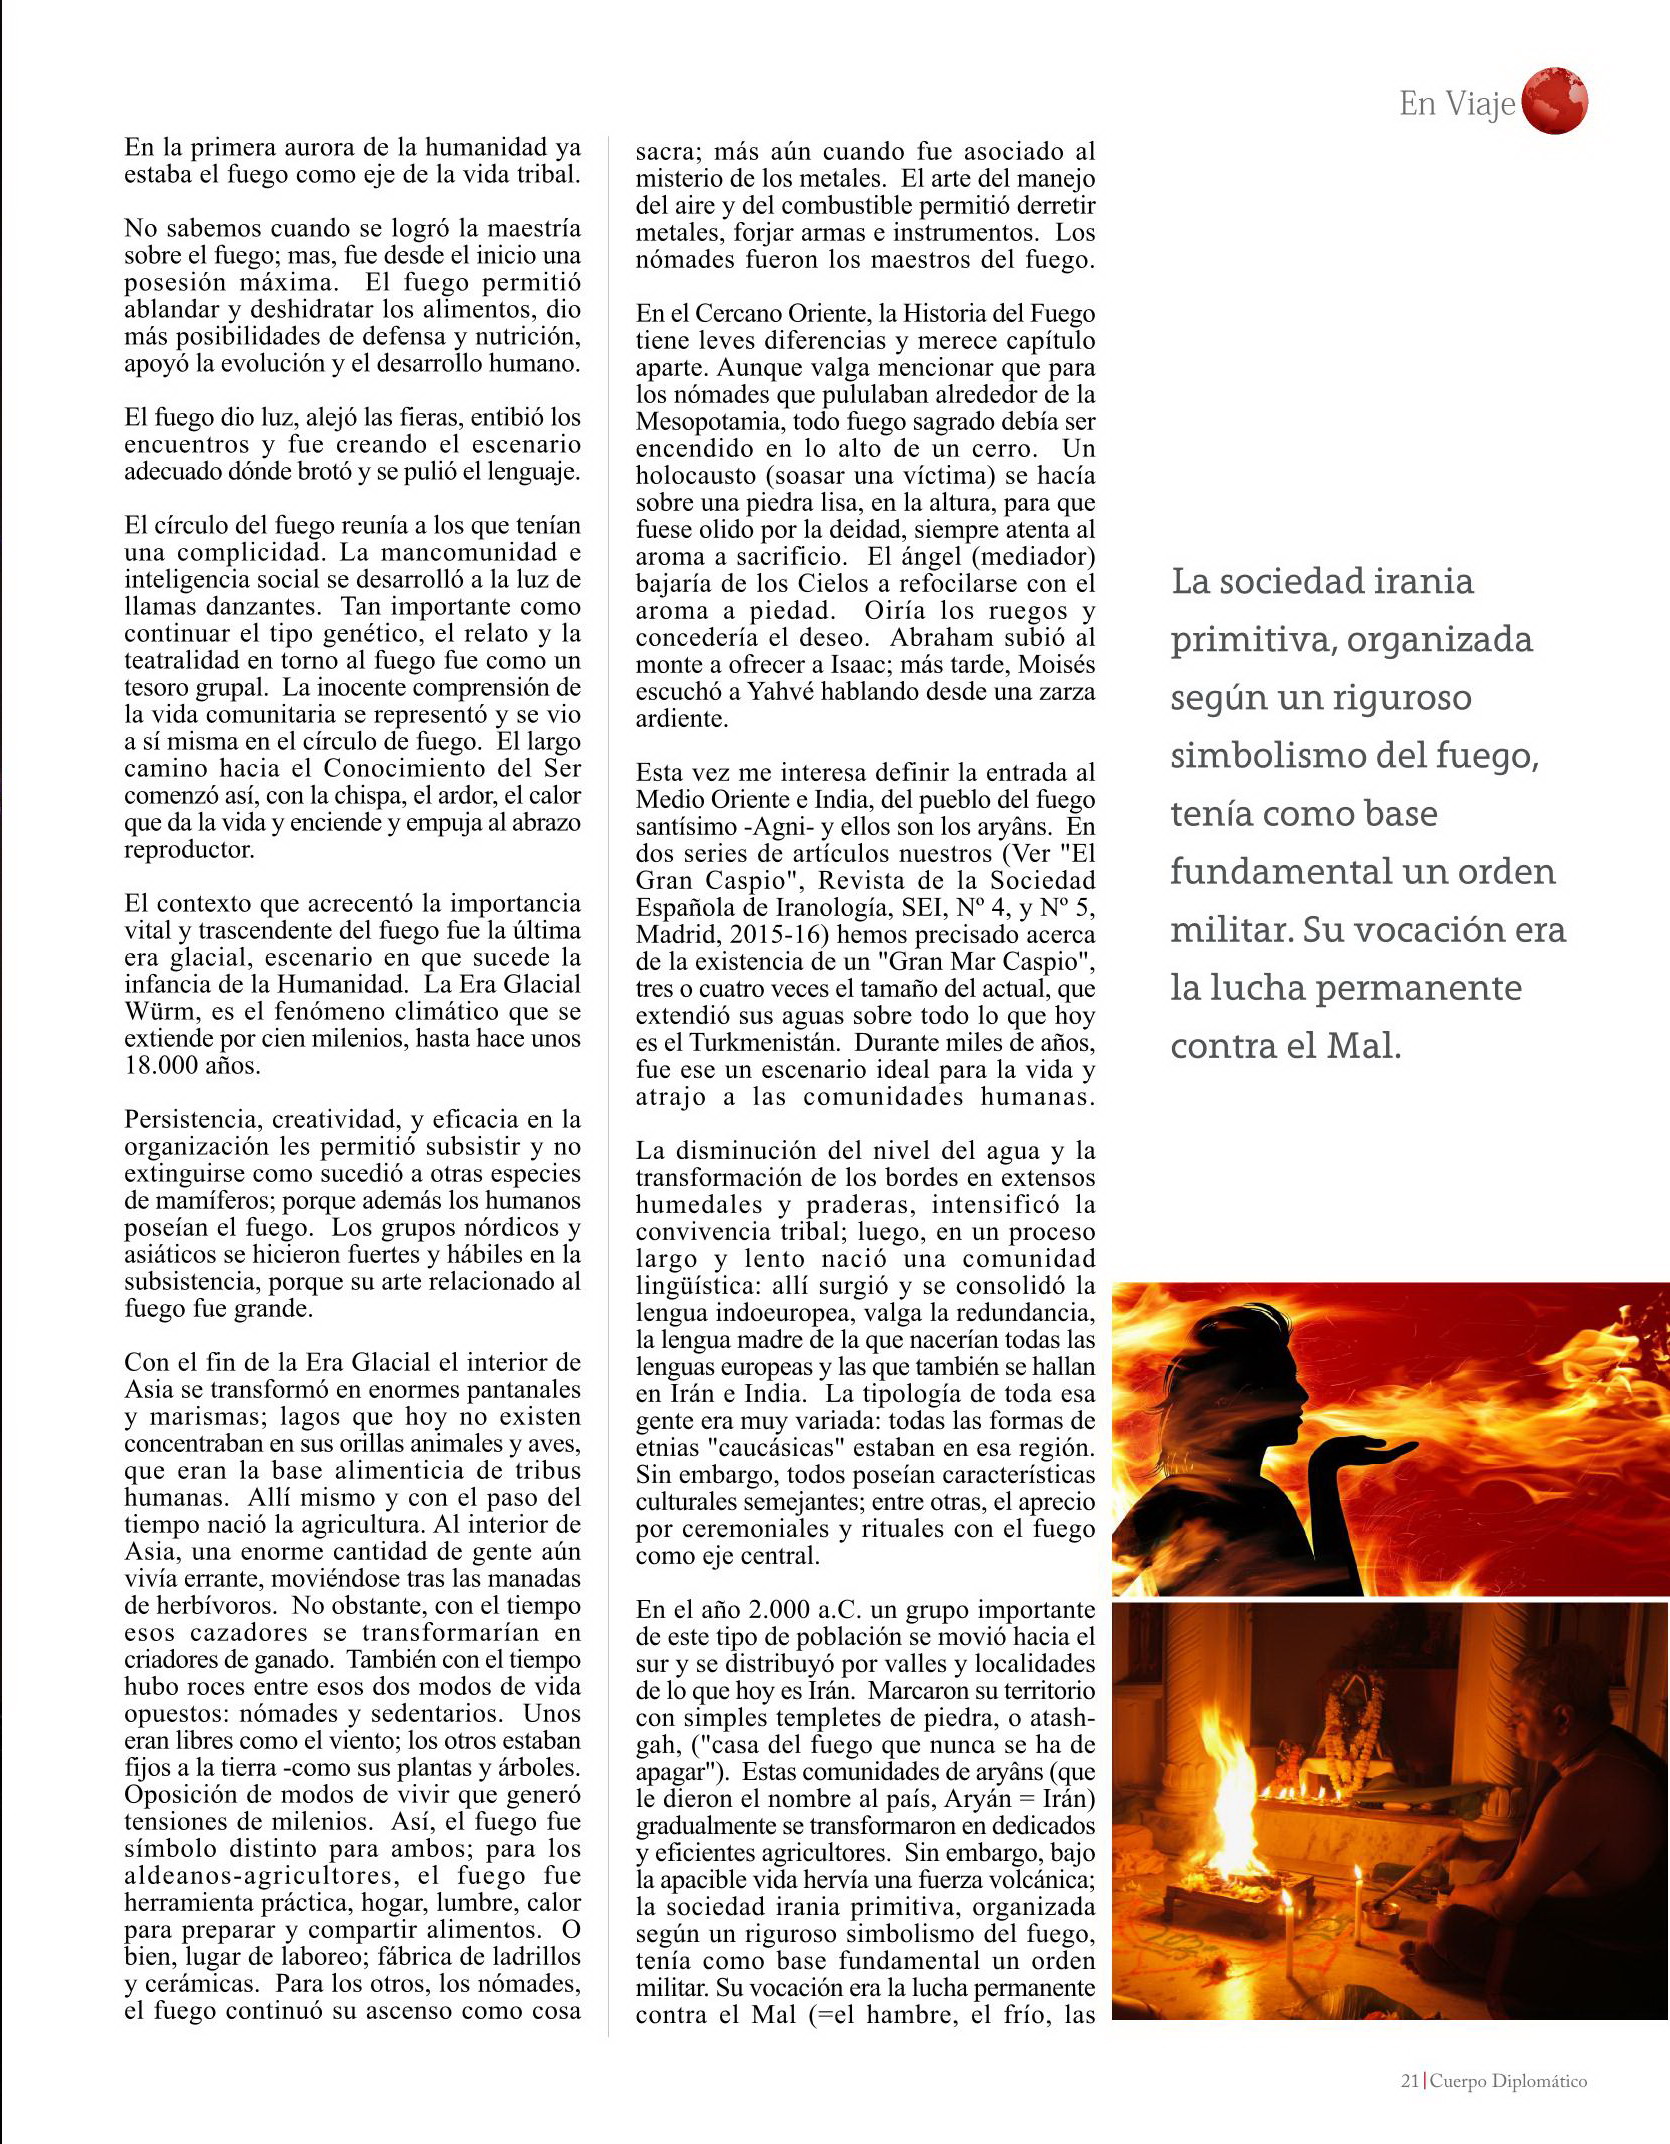 En Viaje
En la primera aurora de la humanidad ya
estaba el fuego como eje de la vida tribal.
No sabemos cuando se logró la maestría
sobre el fuego; mas, fue desde el inicio una
posesión máxima. El fuego permitió
ablandar y deshidratar los alimentos, dio
más posibilidades de defensa y nutrición,
apoyó la evolución y el desarrollo humano.
El fuego dio luz, alejó las fieras, entibió los
encuentros y fue creando el escenario
adecuado dónde brotó y se pulió el lenguaje.
El círculo del fuego reunía a los que tenían
una complicidad. La mancomunidad e
inteligencia social se desarrolló a la luz de
llamas danzantes. Tan importante como
continuar el tipo genético, el relato y la
teatralidad en torno al fuego fue como un
tesoro grupal. La inocente comprensión de
la vida comunitaria se representó y se vio
a sí misma en el círculo de fuego. El largo
camino hacia el Conocimiento del Ser
comenzó así, con la chispa, el ardor, el calor
que da la vida y enciende y empuja al abrazo
reproductor.
El contexto que acrecentó la importancia
vital y trascendente del fuego fue la última
era glacial, escenario en que sucede la
infancia de la Humanidad. La Era Glacial
Würm, es el fenómeno climático que se
extiende por cien milenios, hasta hace unos
18.000 años.
Persistencia, creatividad, y eficacia en la
organización les permitió subsistir y no
extinguirse como sucedió a otras especies
de mamíferos; porque además los humanos
poseían el fuego. Los grupos nórdicos y
asiáticos se hicieron fuertes y hábiles en la
subsistencia, porque su arte relacionado al
fuego fue grande.
Con el fin de la Era Glacial el interior de
Asia se transformó en enormes pantanales
y marismas; lagos que hoy no existen
concentraban en sus orillas animales y aves,
que eran la base alimenticia de tribus
humanas. Allí mismo y con el paso del
tiempo nació la agricultura. Al interior de
Asia, una enorme cantidad de gente aún
vivía errante, moviéndose tras las manadas
de herbívoros. No obstante, con el tiempo
esos cazadores se transformarían en
criadores de ganado. También con el tiempo
hubo roces entre esos dos modos de vida
opuestos: nómades y sedentarios. Unos
eran libres como el viento; los otros estaban
fijos a la tierra -como sus plantas y árboles.
Oposición de modos de vivir que generó
tensiones de milenios. Así, el fuego fue
símbolo distinto para ambos; para los
aldeanos-agricultores, el fuego fue
herramienta práctica, hogar, lumbre, calor
para preparar y compartir alimentos. O
bien, lugar de laboreo; fábrica de ladrillos
y cerámicas. Para los otros, los nómades,
el fuego continuó su ascenso como cosa
sacra; más aún cuando fue asociado al
misterio de los metales. El arte del manejo
del aire y del combustible permitió derretir
metales, forjar armas e instrumentos. Los
nómades fueron los maestros del fuego.
En el Cercano Oriente, la Historia del Fuego
tiene leves diferencias y merece capítulo
aparte. Aunque valga mencionar que para
los nómades que pululaban alrededor de la
Mesopotamia, todo fuego sagrado debía ser
encendido en lo alto de un cerro. Un
holocausto (soasar una víctima) se hacía
sobre una piedra lisa, en la altura, para que
fuese olido por la deidad, siempre atenta al
aroma a sacrificio. El ángel (mediador)
bajaría de los Cielos a refocilarse con el
aroma a piedad. Oiría los ruegos y
concedería el deseo. Abraham subió al
monte a ofrecer a Isaac; más tarde, Moisés
escuchó a Yahvé hablando desde una zarza
ardiente.
Esta vez me interesa definir la entrada al
Medio Oriente e India, del pueblo del fuego
santísimo -Agni- y ellos son los aryâns. En
dos series de artículos nuestros (Ver "El
Gran Caspio", Revista de la Sociedad
Española de Iranología, SEI, Nº 4, y Nº 5,
Madrid, 2015-16) hemos precisado acerca
de la existencia de un "Gran Mar Caspio",
tres o cuatro veces el tamaño del actual, que
extendió sus aguas sobre todo lo que hoy
es el Turkmenistán. Durante miles de años,
fue ese un escenario ideal para la vida y
atrajo a las comunidades humanas.
La disminución del nivel del agua y la
transformación de los bordes en extensos
humedales y praderas, intensificó la
convivencia tribal; luego, en un proceso
largo y lento nació una comunidad
lingüística: allí surgió y se consolidó la
lengua indoeuropea, valga la redundancia,
la lengua madre de la que nacerían todas las
lenguas europeas y las que también se hallan
en Irán e India. La tipología de toda esa
gente era muy variada: todas las formas de
etnias "caucásicas" estaban en esa región.
Sin embargo, todos poseían características
culturales semejantes; entre otras, el aprecio
por ceremoniales y rituales con el fuego
como eje central.
En el año 2.000 a.C. un grupo importante
de este tipo de población se movió hacia el
sur y se distribuyó por valles y localidades
de lo que hoy es Irán. Marcaron su territorio
con simples templetes de piedra, o atash-
gah, ("casa del fuego que nunca se ha de
apagar"). Estas comunidades de aryâns (que
le dieron el nombre al país, Aryán = Irán)
gradualmente se transformaron en dedicados
y eficientes agricultores. Sin embargo, bajo
la apacible vida hervía una fuerza volcánica;
la sociedad irania primitiva, organizada
según un riguroso simbolismo del fuego,
tenía como base fundamental un orden
militar. Su vocación era la lucha permanente
contra el Mal (=el hambre, el frío, las
La sociedad irania
primitiva, organizada
según un riguroso
simbolismo del fuego,
tenía como base
fundamental un orden
militar. Su vocación era
la lucha permanente
contra el Mal.
21|Cuerpo Diplomático